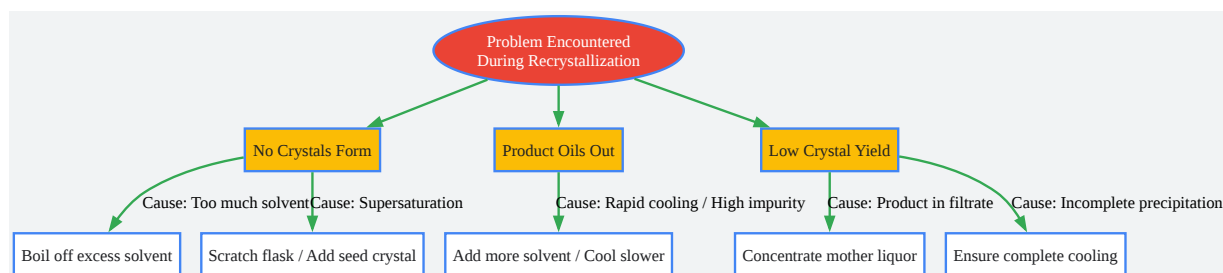 Problem Encountered
During Recrystallization
No Crystals Form
Product Oils Out
Low Crystal Yield
Cause: Too much solvent
Cause: Supersaturation
Cause: Rapid cooling / High impurity
Cause: Product in filtrate
Cause: Incomplete precipitation
Boil off excess solvent
Scratch flask / Add seed crystal
Add more solvent / Cool slower
Concentrate mother liquor
Ensure complete cooling